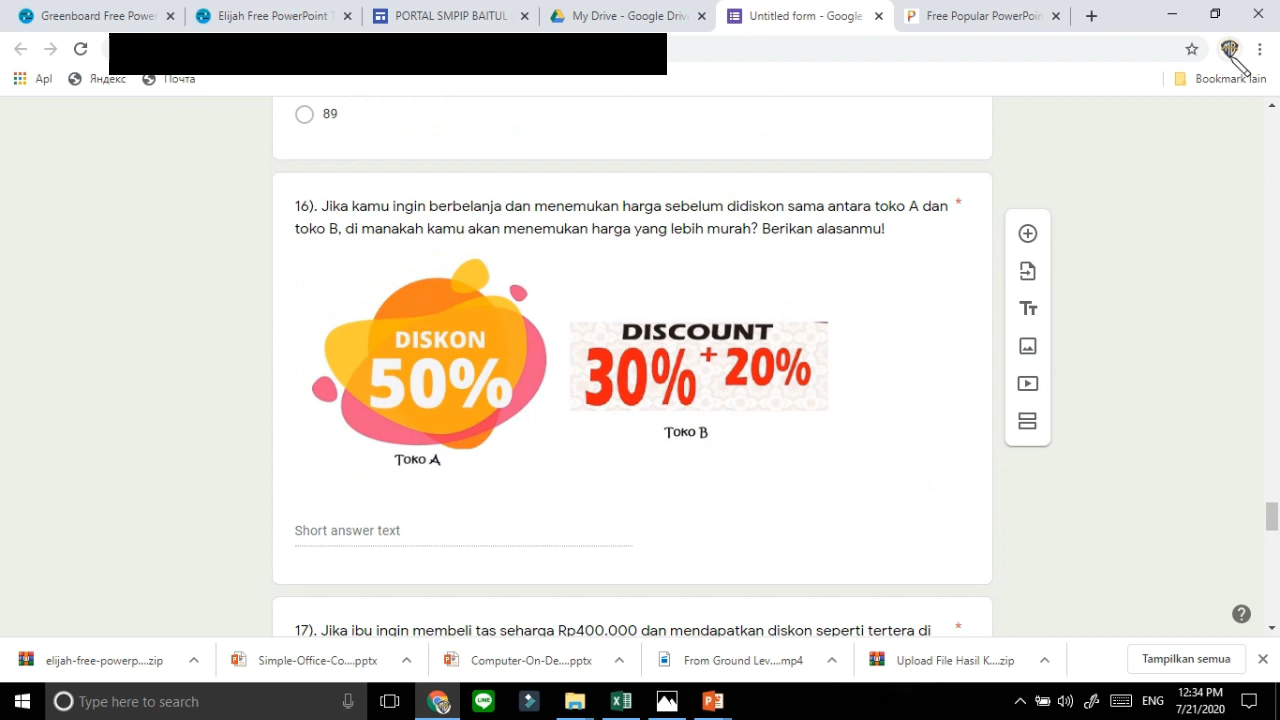 Greenboard Free Power
Elijah Free PowerPoint T
PORTAL SMPIP BAITUL
My Drive - Google Driv
Untitled form - Google
Free Popular PowerPoin
Apl
Яндекс
Почта
Bookmark lain
89
16). Jika kamu ingin berbelanja dan menemukan harga sebelum didiskon sama antara toko A dan *
toko B, di manakah kamu akan menemukan harga yang lebih murah? Berikan alasanmu!
DISKON
50%
Toko A
DISCOUNT
30% + 20%
Toko B
Short answer text
17). Jika ibu ingin membeli tas seharga Rp400.000 dan mendapatkan diskon seperti tertera di *
elijah-free-powerp....zip
Simple-Office-Co....pptx
Computer-On-De....pptx
From Ground Lev....mp4
Upload File Hasil K....zip
Tampilkan semua
Type here to search
ENG
12:34 PM
7/21/2020